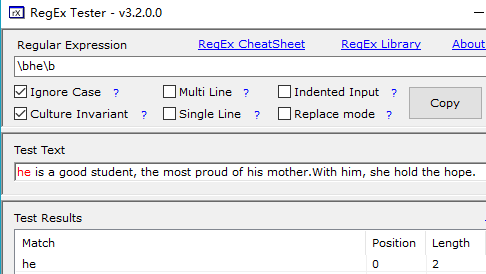 RegEx Tester - v3.2.0.0
Regular Expression RegEx CheatSheet RegEx Library About
\bhe\b
Ignore Case ? Multi Line ? Indented Input ?
Copy
Culture Invariant ? Single Line ? Replace mode ?
Test Text
he is a good student, the most proud of his mother.With him, she hold the hope.
Test Results
Match Position Length
he 0 2